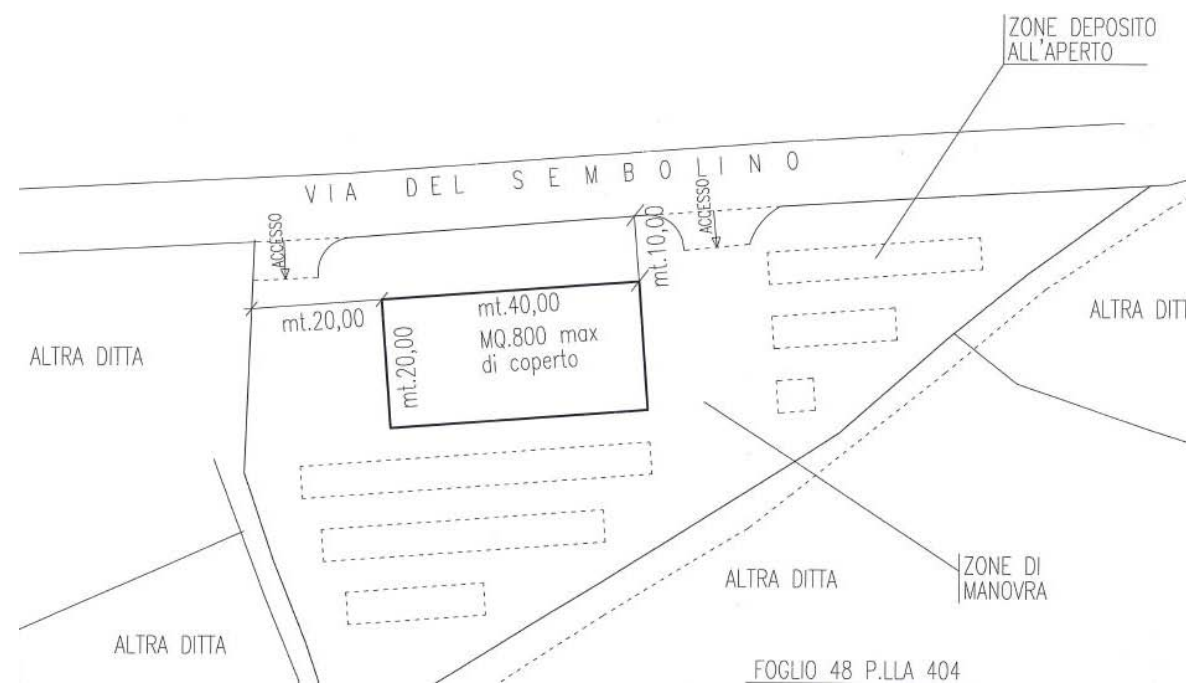 ZONE DEPOSITO
ALL'APERTO
VIA DEL SEMBOLINO
ACCESSO
ACCESSO
mt.10,00
mt.20,00
mt.40,00
MQ.800 max
di coperto
mt.20,00
ALTRA DITTA
ALTRA DITT
ALTRA DITTA
ZONE DI
MANOVRA
ALTRA DITTA
FOGLIO 48 P.LLA 404